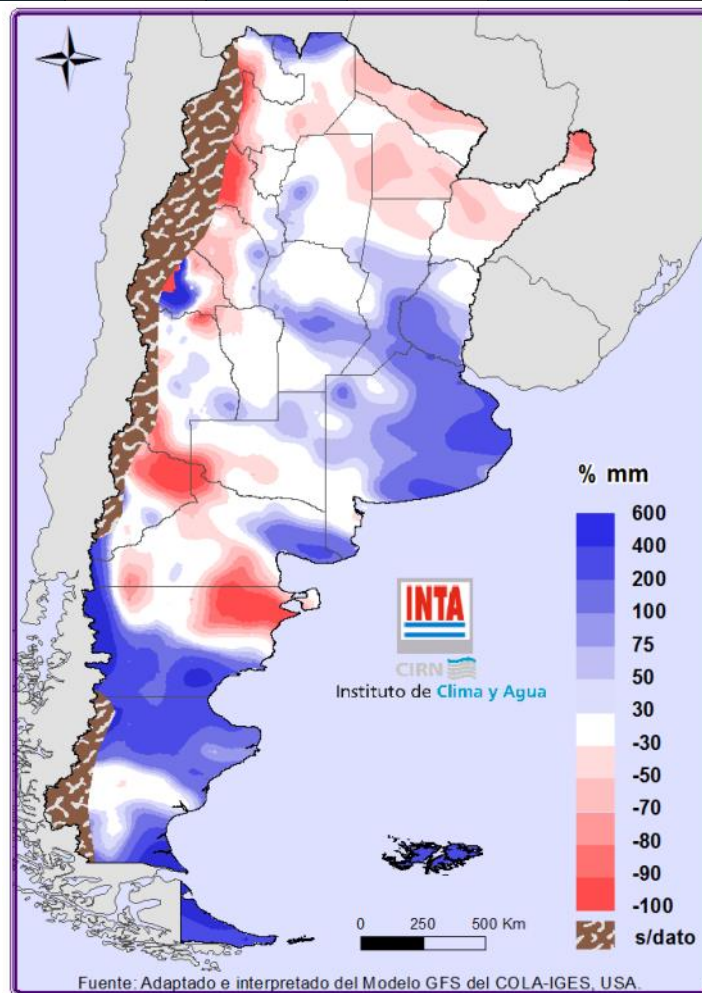 % mm
600
400
200
100
75
50
30
-30
-50
-70
-80
-90
-100
s/dato
INTA
CIRN
Instituto de Clima y Agua
0 250 500 Km
Fuente: Adaptado e interpretado del Modelo GFS del COLA-IGES, USA.